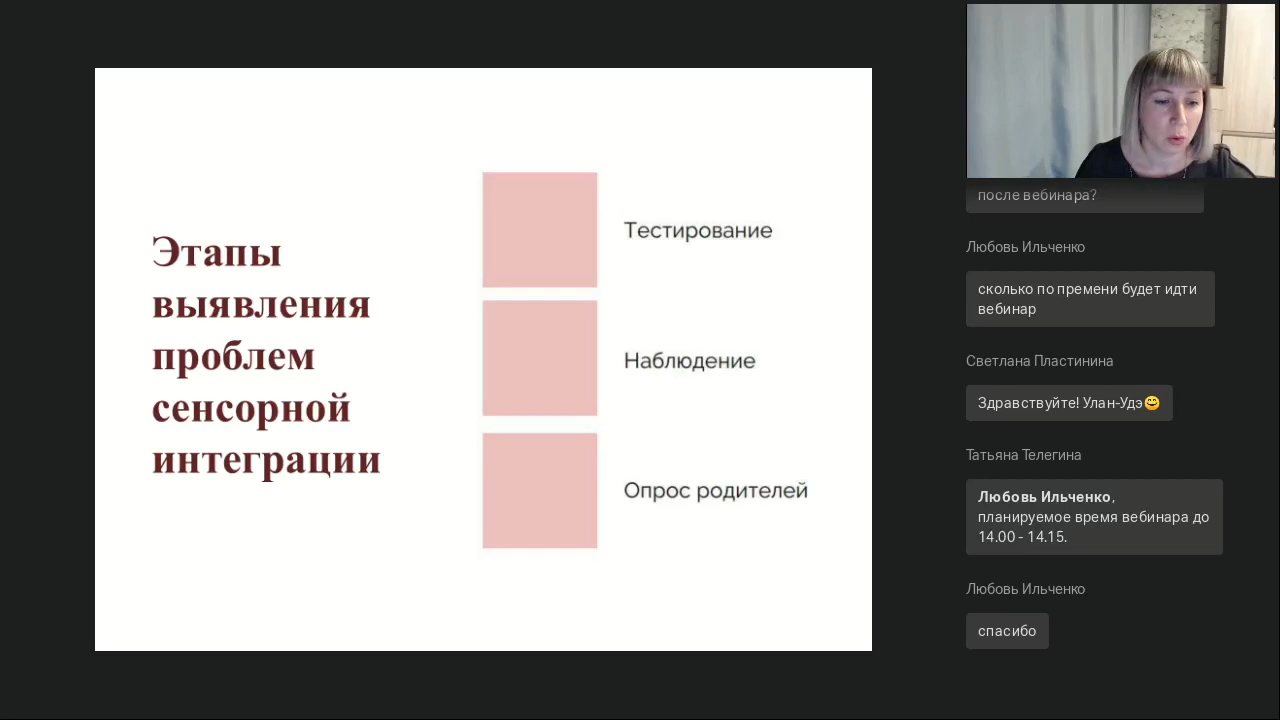 Этапы
выявления
проблем
сенсорной
интеграции
Тестирование
Наблюдение
Опрос родителей
после вебинара?
Любовь Ильченко
сколько по премени будет идти
вебинар
Светлана Пластинина
Здравствуйте! Улан-Удэ😊
Татьяна Телегина
Любовь Ильченко,
планируемое время вебинара до
14.00 - 14.15.
Любовь Ильченко
спасибо